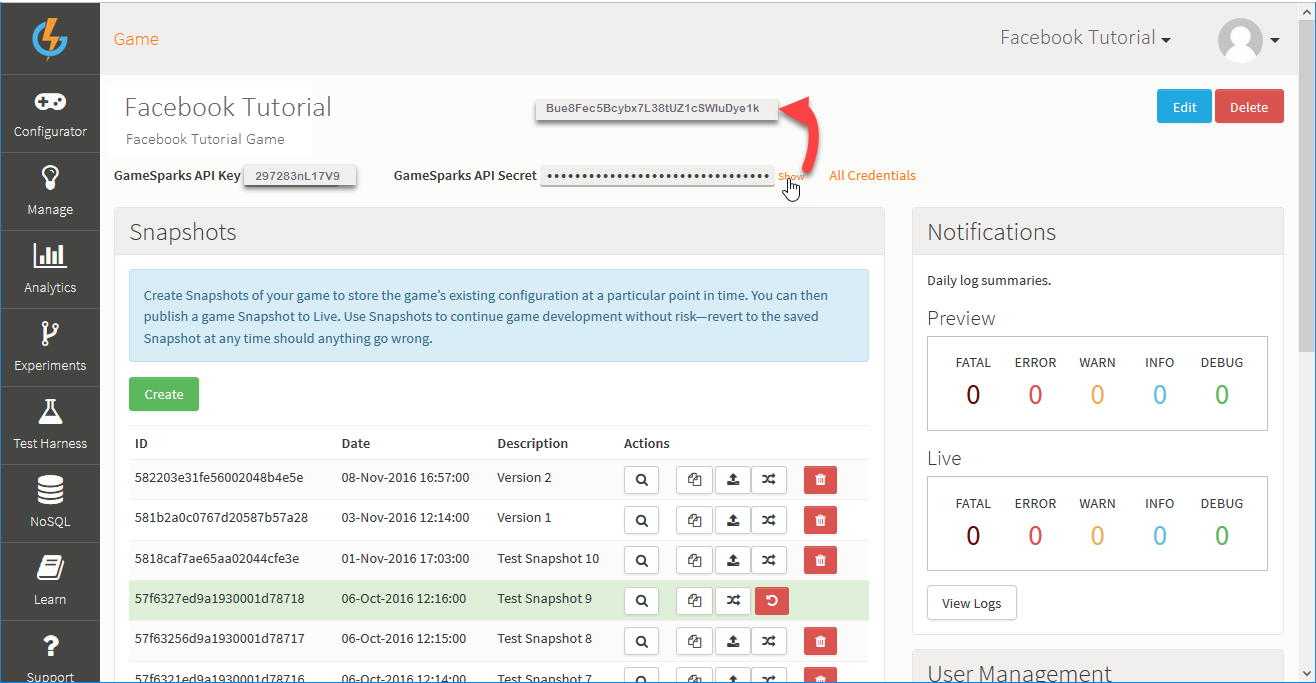 Game
Facebook Tutorial
Configurator
Manage
Analytics
Experiments
Test Harness
NoSQL
Learn
Support
Facebook Tutorial
Facebook Tutorial Game
Bue8Fec5Bcybx7L38tUZ1cSWluDye1k
Edit
Delete
GameSparks API Key 297283nL17V9
GameSparks API Secret ••••••••••••••••••••••••••••••• show
All Credentials
Snapshots
Create Snapshots of your game to store the game’s existing configuration at a particular point in time. You can then
publish a game Snapshot to Live. Use Snapshots to continue game development without risk—revert to the saved
Snapshot at any time should anything go wrong.
Create
ID Date Description Actions
582203e31fe56002048b4e5e 08-Nov-2016 16:57:00 Version 2
581b2a0c0767d20587b57a28 03-Nov-2016 12:14:00 Version 1
5818caf7ae65aa02044cfe3e 01-Nov-2016 17:03:00 Test Snapshot 10
57f6327ed9a1930001d78718 06-Oct-2016 12:16:00 Test Snapshot 9
57f63256d9a1930001d78717 06-Oct-2016 12:15:00 Test Snapshot 8
57f6321ed9a1930001d78716 06-Oct-2016 12:14:00 Test Snapshot 7
Notifications
Daily log summaries.
Preview
FATAL ERROR WARN INFO DEBUG
0 0 0 0 0
Live
FATAL ERROR WARN INFO DEBUG
0 0 0 0 0
View Logs
User Management